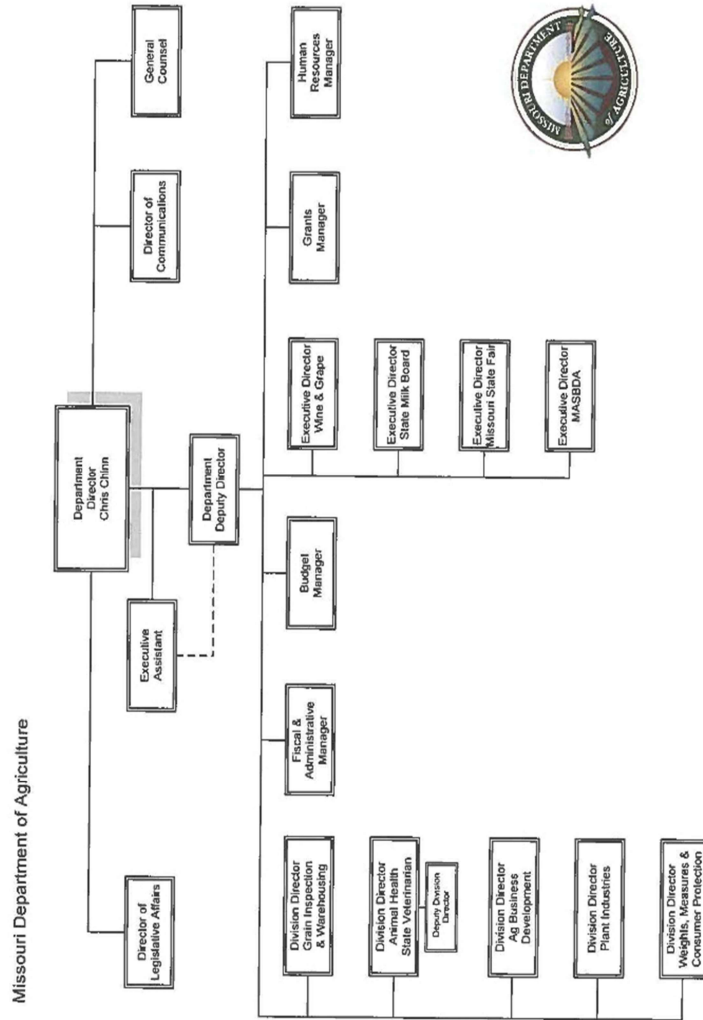 Missouri Department of Agriculture
Department
Director
Chris Chinn
Director of
Legislative Affairs
Director of
Communications
General
Counsel
Executive
Assistant
Department
Deputy Director
Division Director
Grain Inspection
& Warehousing
Division Director
Animal Health
State Veterinarian
Deputy Division
Director
Division Director
Ag Business
Development
Division Director
Plant Industries
Division Director
Weights, Measures &
Consumer Protection
Fiscal &
Administrative
Manager
Budget
Manager
Executive Director
Wine & Grape
Executive Director
State Milk Board
Executive Director
Missouri State Fair
Executive Director
MASBDA
Grants
Manager
Human
Resources
Manager
MISSOURI DEPARTMENT
of AGRICULTURE